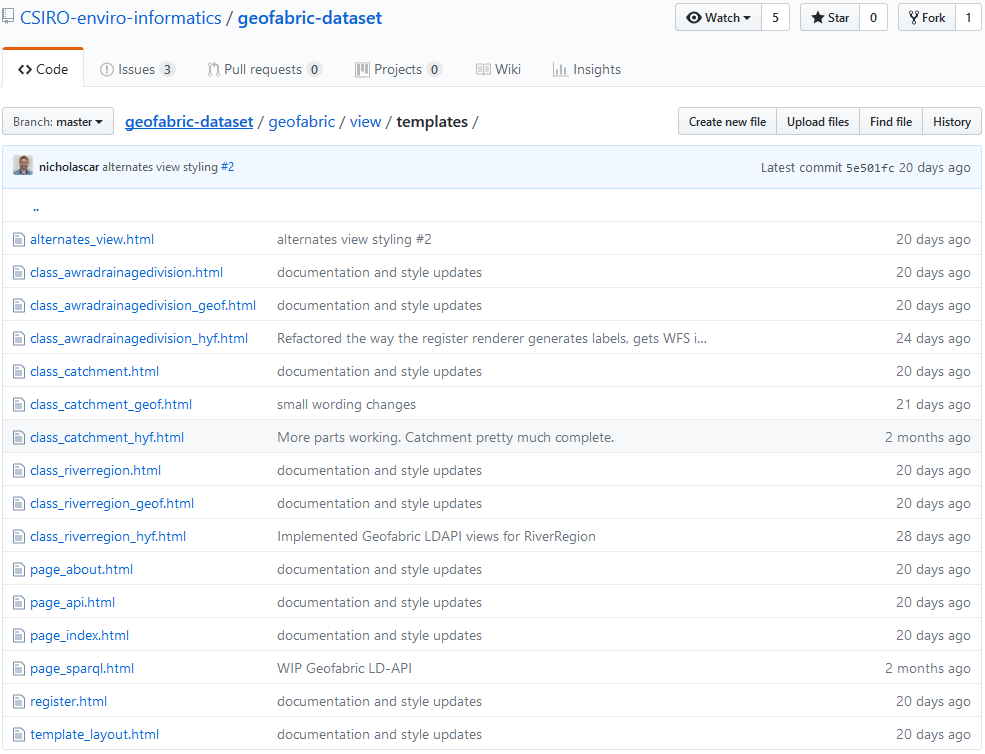 CSIRO-enviro-informatics / geofabric-dataset
Watch 5 Star 0 Fork 1
Code Issues 3 Pull requests 0 Projects 0 Wiki Insights
Branch: master geofabric-dataset / geofabric / view / templates /
Create new file Upload files Find file History
nicholascar alternates view styling #2 Latest commit 5e501fc 20 days ago
..
alternates_view.html alternates view styling #2 20 days ago
class_awradrainagedivision.html documentation and style updates 20 days ago
class_awradrainagedivision_geof.html documentation and style updates 20 days ago
class_awradrainagedivision_hyf.html Refactored the way the register renderer generates labels, gets WFS i... 24 days ago
class_catchment.html documentation and style updates 20 days ago
class_catchment_geof.html small wording changes 21 days ago
class_catchment_hyf.html More parts working. Catchment pretty much complete. 2 months ago
class_riverregion.html documentation and style updates 20 days ago
class_riverregion_geof.html documentation and style updates 20 days ago
class_riverregion_hyf.html Implemented Geofabric LDAPI views for RiverRegion 28 days ago
page_about.html documentation and style updates 20 days ago
page_api.html documentation and style updates 20 days ago
page_index.html documentation and style updates 20 days ago
page_sparql.html WIP Geofabric LD-API 2 months ago
register.html documentation and style updates 20 days ago
template_layout.html documentation and style updates 20 days ago